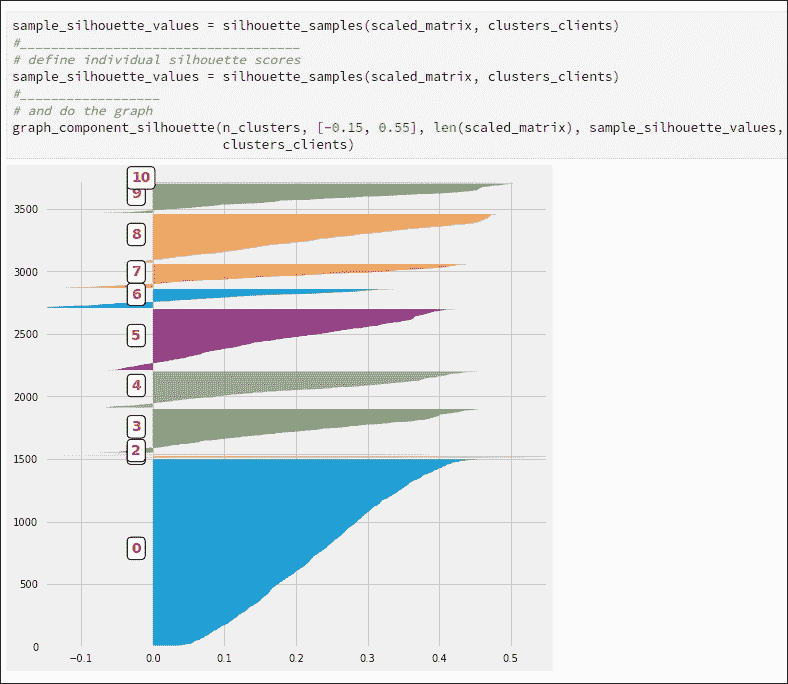 sample_silhouette_values = silhouette_samples(scaled_matrix, clusters_clients)
#____________________________________
# define individual silhouette scores
sample_silhouette_values = silhouette_samples(scaled_matrix, clusters_clients)
#__________________
# and do the graph
graph_component_silhouette(n_clusters, [-0.15, 0.55], len(scaled_matrix), sample_silhouette_values,
clusters_clients)
10
9
3500
8
3000
7
6
2500
5
2000
4
3
2
1500
1000
0
500
0
−0.1 0.0 0.1 0.2 0.3 0.4 0.5